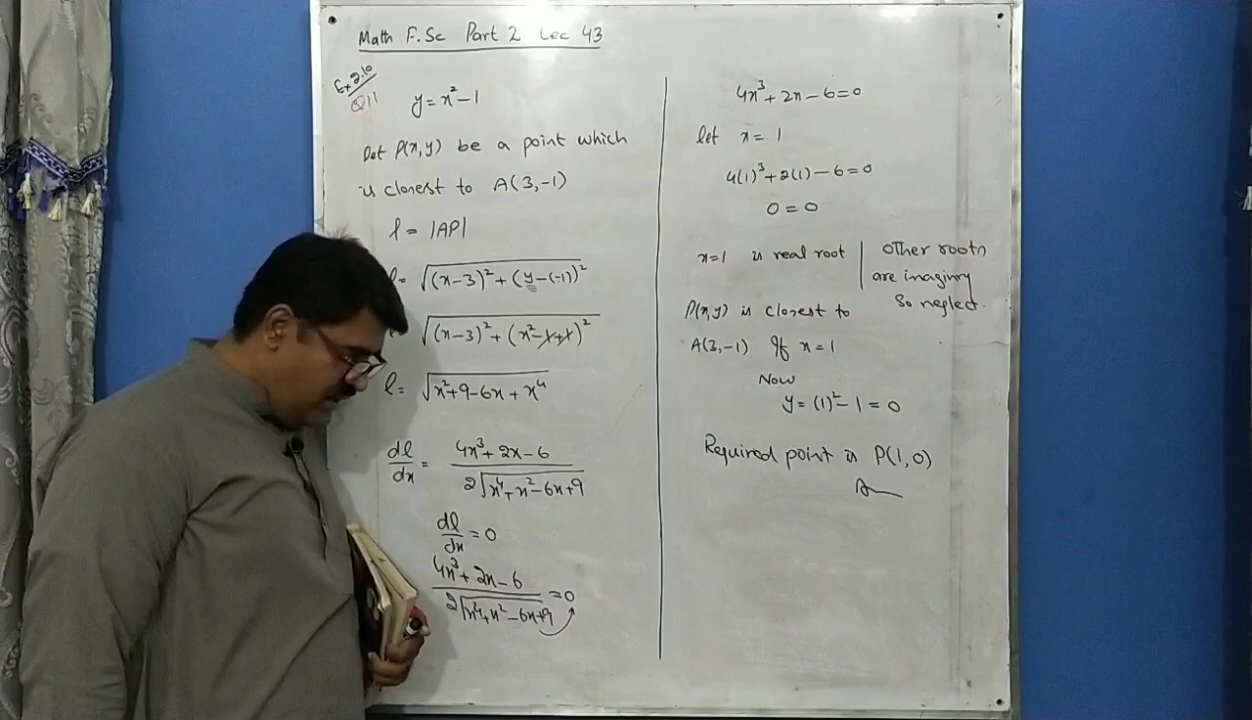 Math F.Sc Part 2 Lec 43
Ex 2.10
Q11
y = x² - 1
Let P(x,y) be a point which
is closest to A(3,-1)
l = |AP|
l = √((x-3)² + (y-(-1))²)
√((x-3)² + (x²-1+1)²)
l = √(x²+9-6x+x⁴)
dl/dx = (4x³+2x-6)/(2√(x⁴+x²-6x+9))
dl/dx = 0
(4x³+2x-6)/(2√(x⁴+x²-6x+9)) = 0
4x³+2x-6=0
let x = 1
4(1)³+2(1)-6=0
0 = 0
x=1 is real root
other roots
are imaginry
so neglect.
P(x,y) is closest to
A(3,-1) If x=1
Now
y = (1)²-1 = 0
Required point is P(1,0)